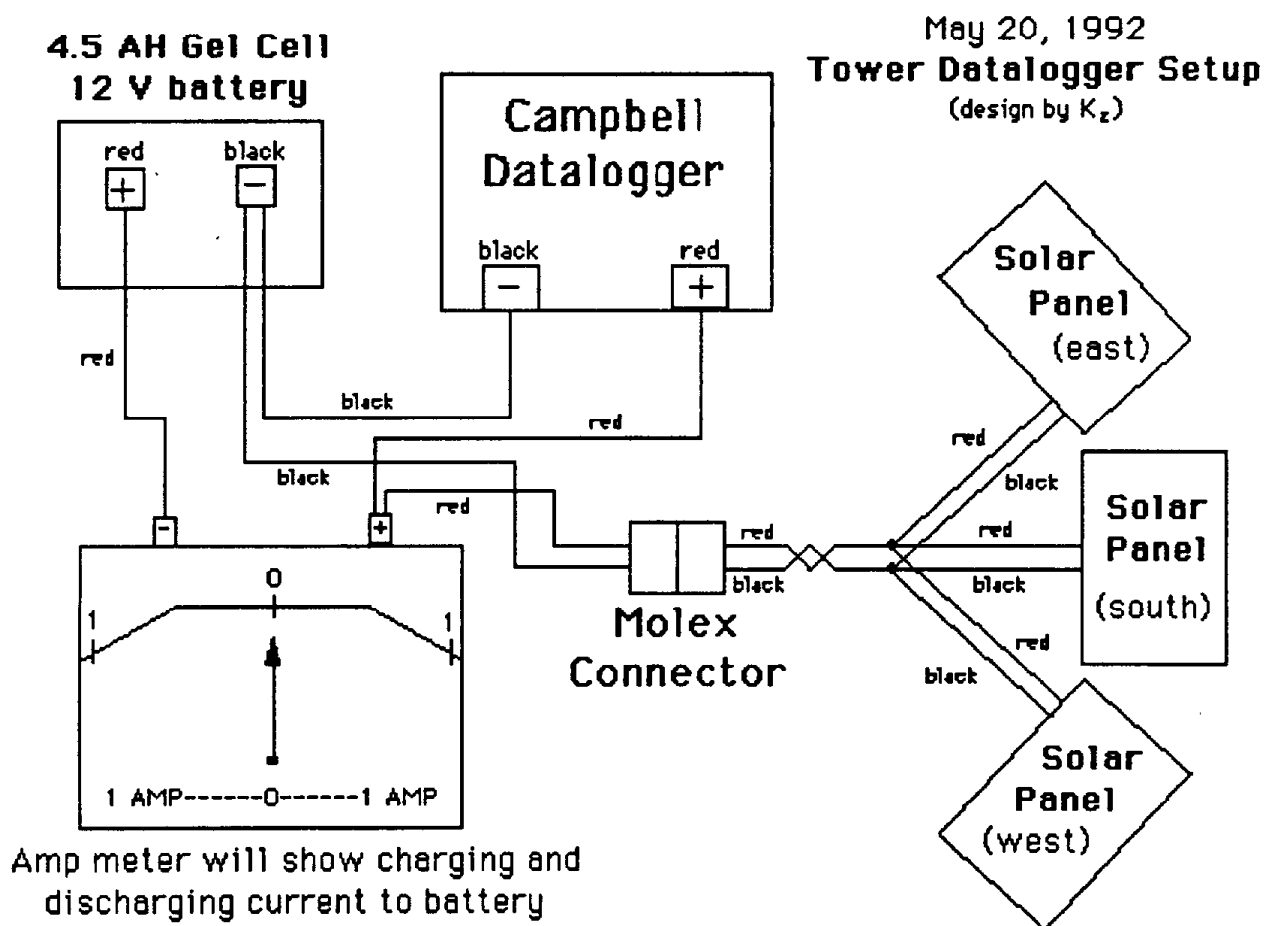 May 20, 1992
Tower Datalogger Setup
(design by Kz)
4.5 AH Gel Cell
12 V battery
red
black
+
-
Campbell
Datalogger
black
red
-
+
red
black
red
black
red
-
+
0
1
1
1 AMP------0------1 AMP
Amp meter will show charging and
discharging current to battery
Molex
Connector
red
black
red
black
red
black
red
black
Solar
Panel
(east)
Solar
Panel
(south)
Solar
Panel
(west)